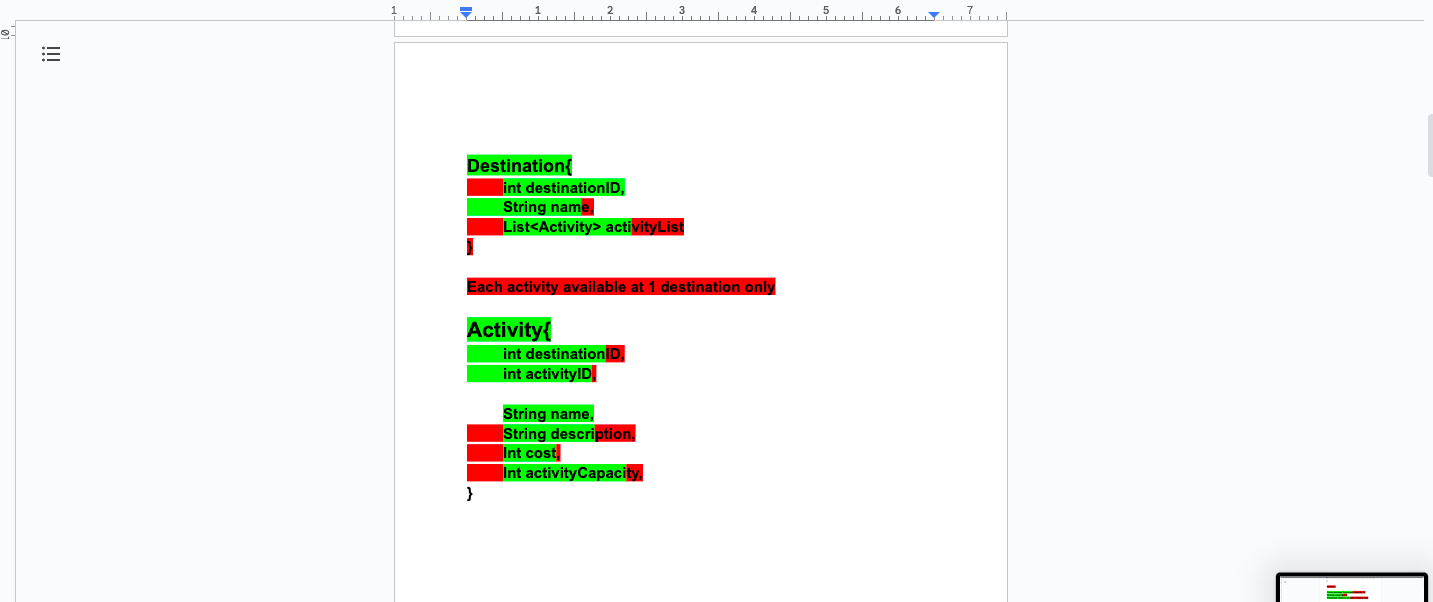 1 1 2 3 4 5 6 7
10
Destination{
int destinationID,
String name,
List<Activity> activityList
}
Each activity available at 1 destination only
Activity{
int destinationID,
int activityID,
String name,
String description,
Int cost,
Int activityCapacity,
}